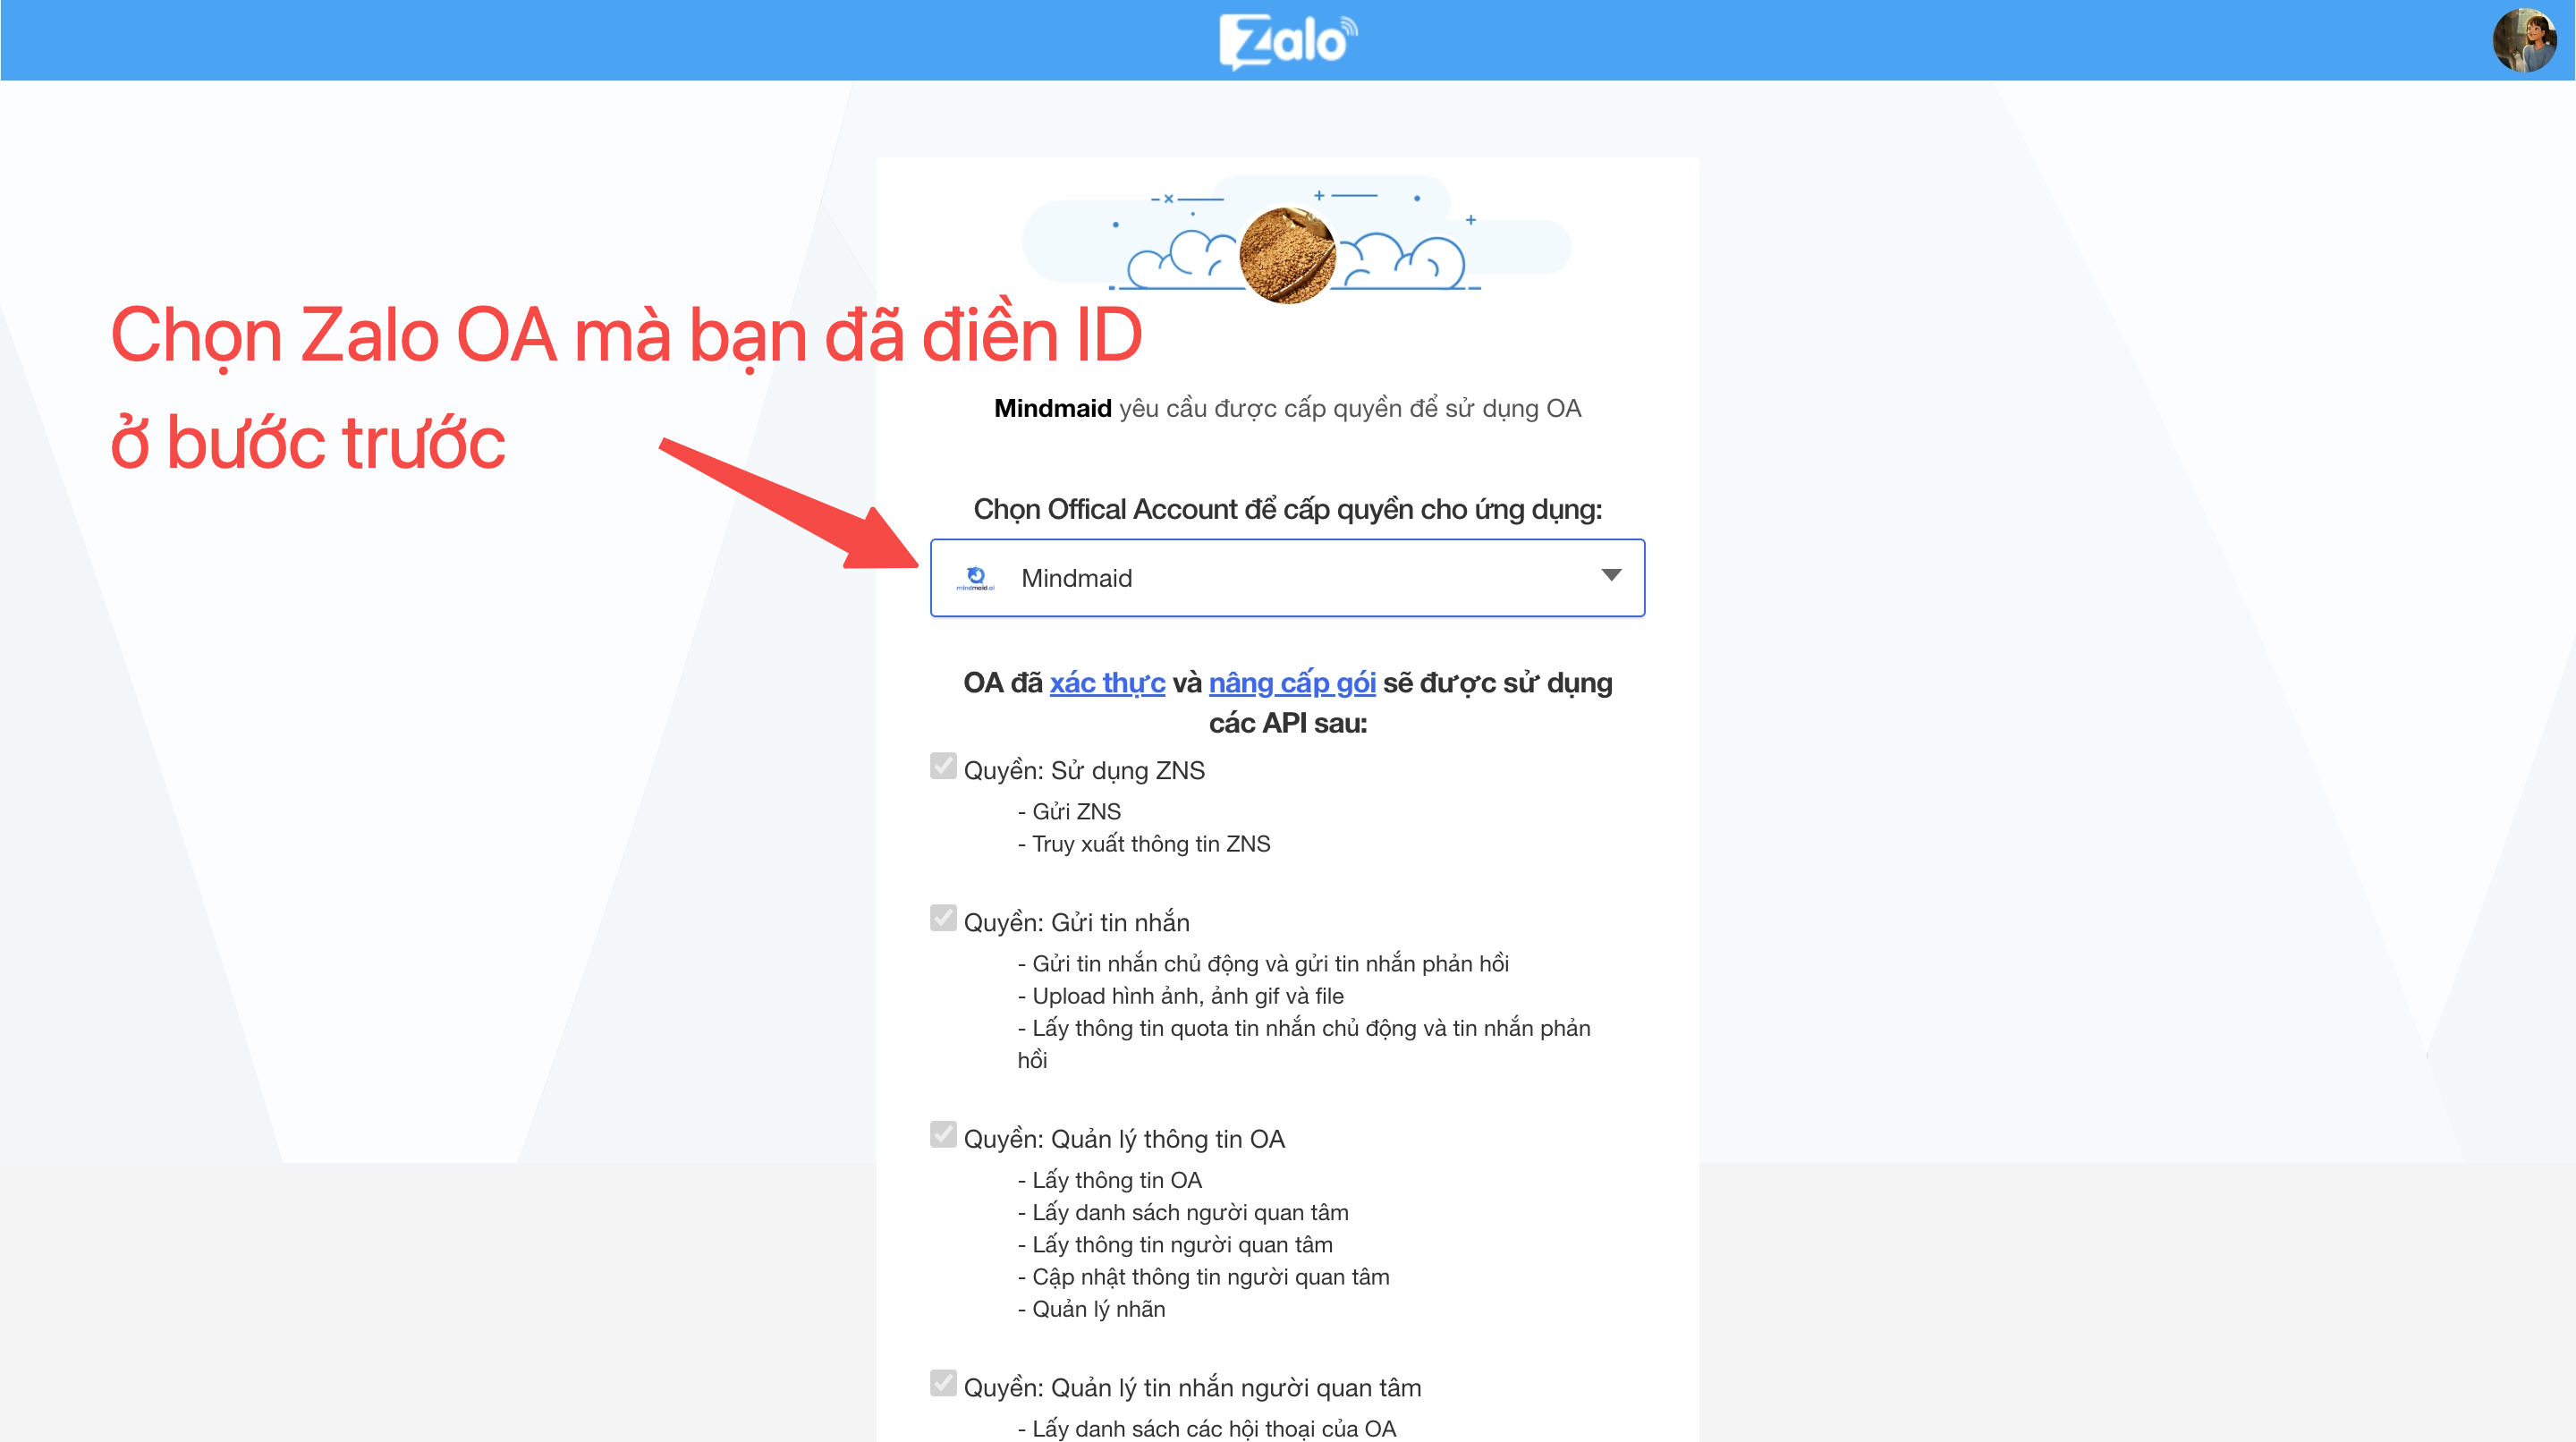 Zalo
Chọn Zalo OA mà bạn đã điền ID
ở bước trước
Mindmaid yêu cầu được cấp quyền để sử dụng OA
Chọn Offical Account để cấp quyền cho ứng dụng:
mindmaid.ai
Mindmaid
OA đã xác thực và nâng cấp gói sẽ được sử dụng
các API sau:
Quyền: Sử dụng ZNS
- Gửi ZNS
- Truy xuất thông tin ZNS
Quyền: Gửi tin nhắn
- Gửi tin nhắn chủ động và gửi tin nhắn phản hồi
- Upload hình ảnh, ảnh gif và file
- Lấy thông tin quota tin nhắn chủ động và tin nhắn phản
hồi
Quyền: Quản lý thông tin OA
- Lấy thông tin OA
- Lấy danh sách người quan tâm
- Lấy thông tin người quan tâm
- Cập nhật thông tin người quan tâm
- Quản lý nhãn
Quyền: Quản lý tin nhắn người quan tâm
- Lấy danh sách các hội thoại của OA